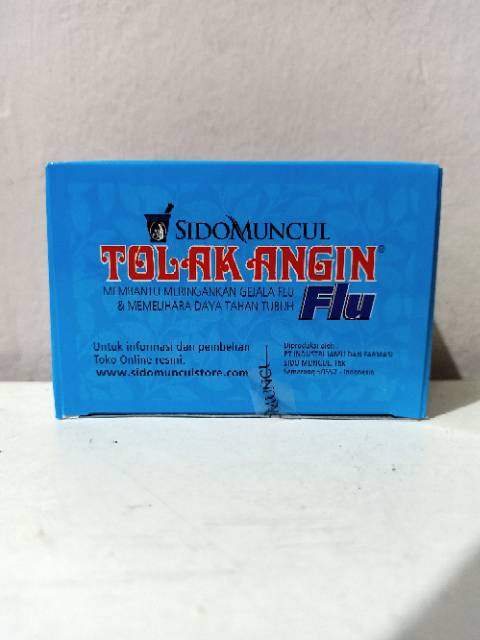 SIDOMUNCUL
TOLAK ANGIN®
MEMBANTU MERINGANKAN GEJALA FLU
& MEMELIHARA DAYA TAHAN TUBUH
Flu
Untuk informasi dan pembelian
Toko Online resmi:
www.sidomunculstore.com
Diproduksi oleh :
PT INDUSTRI JAMU DAN FARMASI
SIDO MUNCUL Tbk
Semarang 50552 - Indonesia